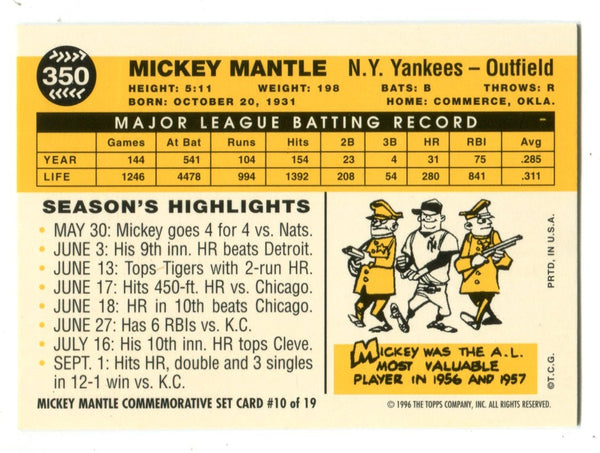 350
MICKEY MANTLE N.Y. Yankees – Outfield
HEIGHT: 5:11 WEIGHT: 198 BATS: B THROWS: R
BORN: OCTOBER 20, 1931 HOME: COMMERCE, OKLA.
MAJOR LEAGUE BATTING RECORD
Games At Bat Runs Hits 2B 3B HR RBI Avg
YEAR 144 541 104 154 23 4 31 75 .285
LIFE 1246 4478 994 1392 208 54 280 841 .311
SEASON'S HIGHLIGHTS
• MAY 30: Mickey goes 4 for 4 vs. Nats.
• JUNE 3: His 9th inn. HR beats Detroit.
• JUNE 13: Tops Tigers with 2-run HR.
• JUNE 17: Hits 450-ft. HR vs. Chicago.
• JUNE 18: HR in 10th beats Chicago.
• JUNE 27: Has 6 RBIs vs. K.C.
• JULY 16: His 10th inn. HR tops Cleve.
• SEPT. 1: Hits HR, double and 3 singles
in 12-1 win vs. K.C.
MICKEY WAS THE A.L.
MOST VALUABLE
PLAYER IN 1956 AND 1957
PRTD. IN U.S.A.
©T.C.G.
MICKEY MANTLE COMMEMORATIVE SET CARD #10 of 19
© 1996 THE TOPPS COMPANY, INC. ALL RIGHTS RESERVED.